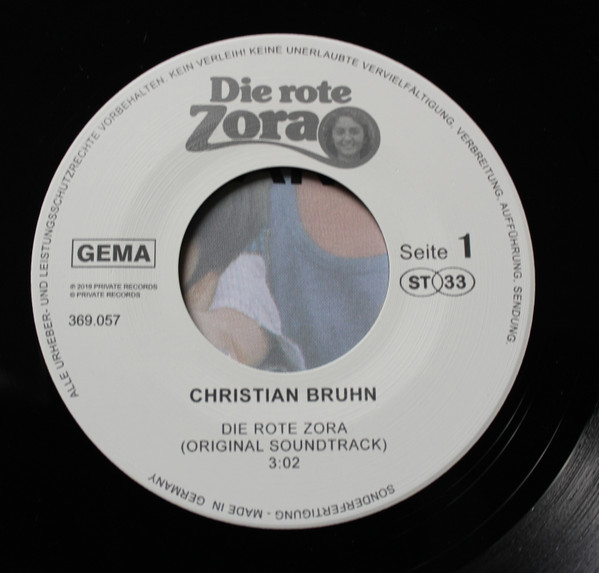 ALLE URHEBER- UND LEISTUNGSSCHUTZRECHTE VORBEHALTEN. KEIN VERLEIH! KEINE UNERLAUBTE VERVIELFÄLTIGUNG. VERBREITUNG. AUFFÜHRUNG. SENDUNG.
Die rote
Zora
GEMA
Seite 1
ST 33
℗ 2019 PRIVATE RECORDS
© PRIVATE RECORDS
369.057
CHRISTIAN BRUHN
DIE ROTE ZORA
(ORIGINAL SOUNDTRACK)
3:02
SONDERFERTIGUNG - MADE IN GERMANY